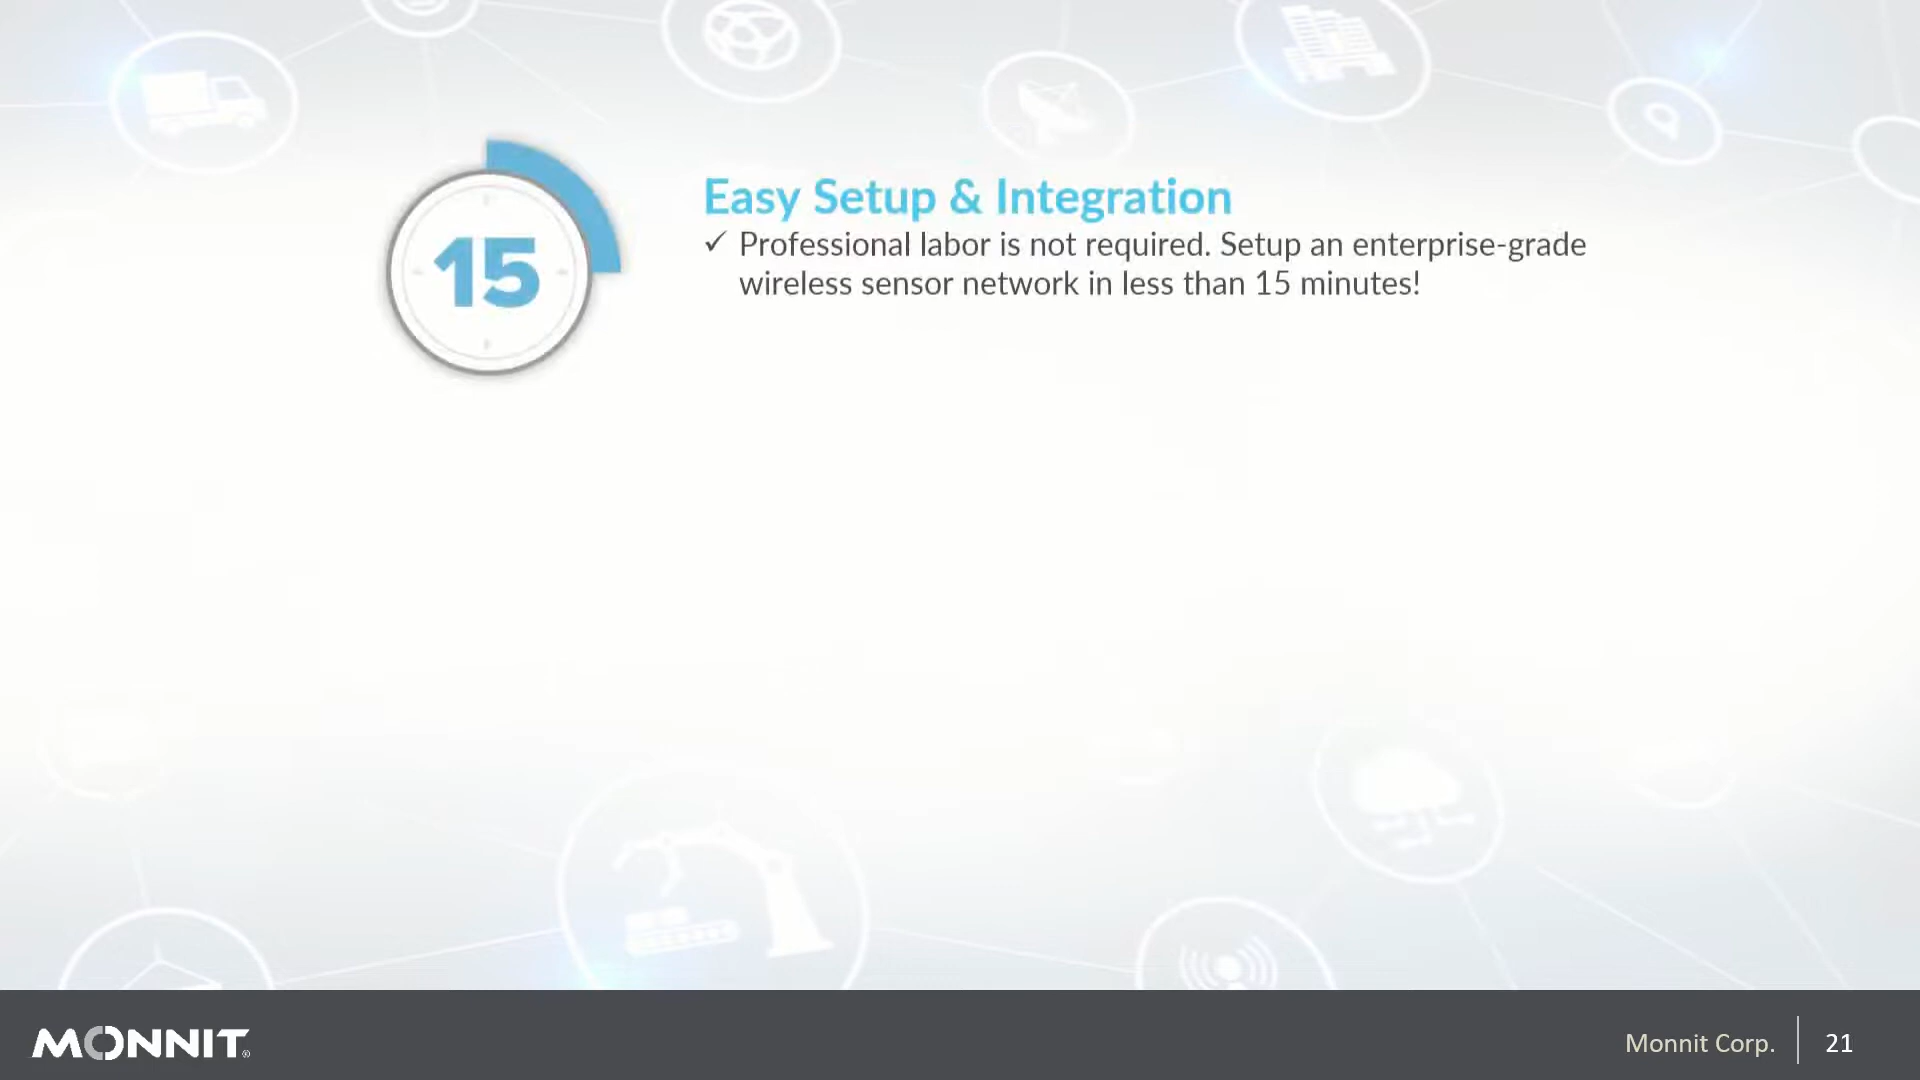 15
Easy Setup & Integration
✓ Professional labor is not required. Setup an enterprise-grade
wireless sensor network in less than 15 minutes!
MONNIT®
Monnit Corp.
21